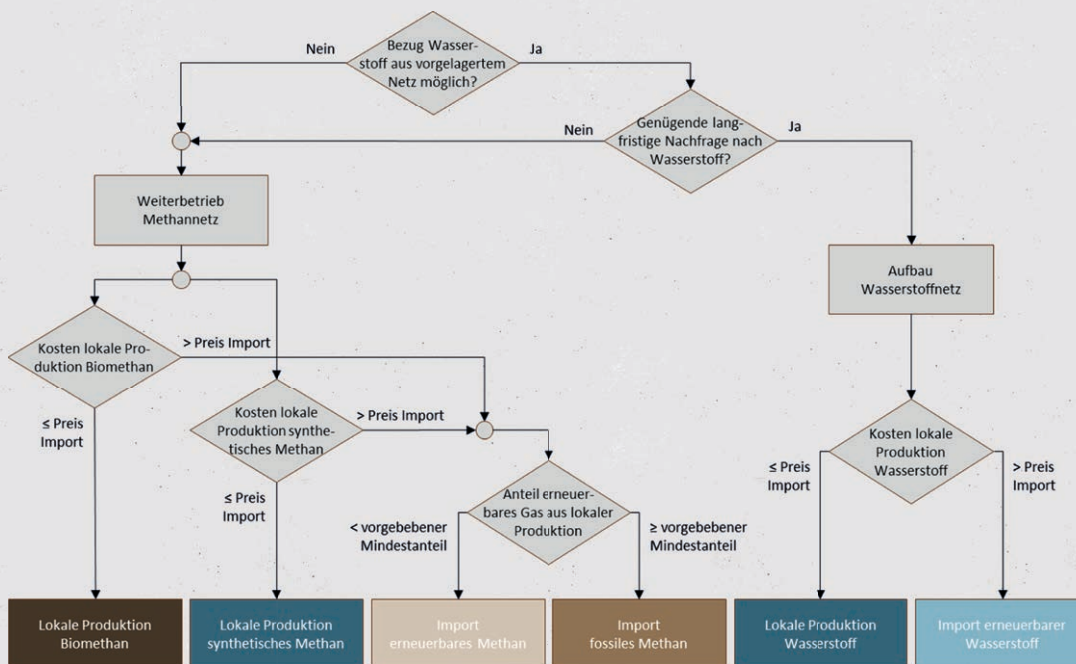 Nein
Bezug Wasser-
stoff aus vorgelagertem
Netz möglich?
Ja
Nein
Genügende lang-
fristige Nachfrage nach
Wasserstoff?
Ja
Weiterbetrieb
Methannetz
Aufbau
Wasserstoffnetz
Kosten lokale Pro-
duktion Biomethan
> Preis Import
≤ Preis
Import
Kosten lokale
Produktion synthe-
tisches Methan
> Preis Import
≤ Preis
Import
Kosten lokale
Produktion
Wasserstoff
≤ Preis
Import
> Preis
Import
Anteil erneuer-
bares Gas aus lokaler
Produktion
< vorgebebener
Mindestanteil
≥ vorgebebener
Mindestanteil
Lokale Produktion
Biomethan
Lokale Produktion
synthetisches Methan
Import
erneuerbares Methan
Import
fossiles Methan
Lokale Produktion
Wasserstoff
Import erneuerbarer
Wasserstoff